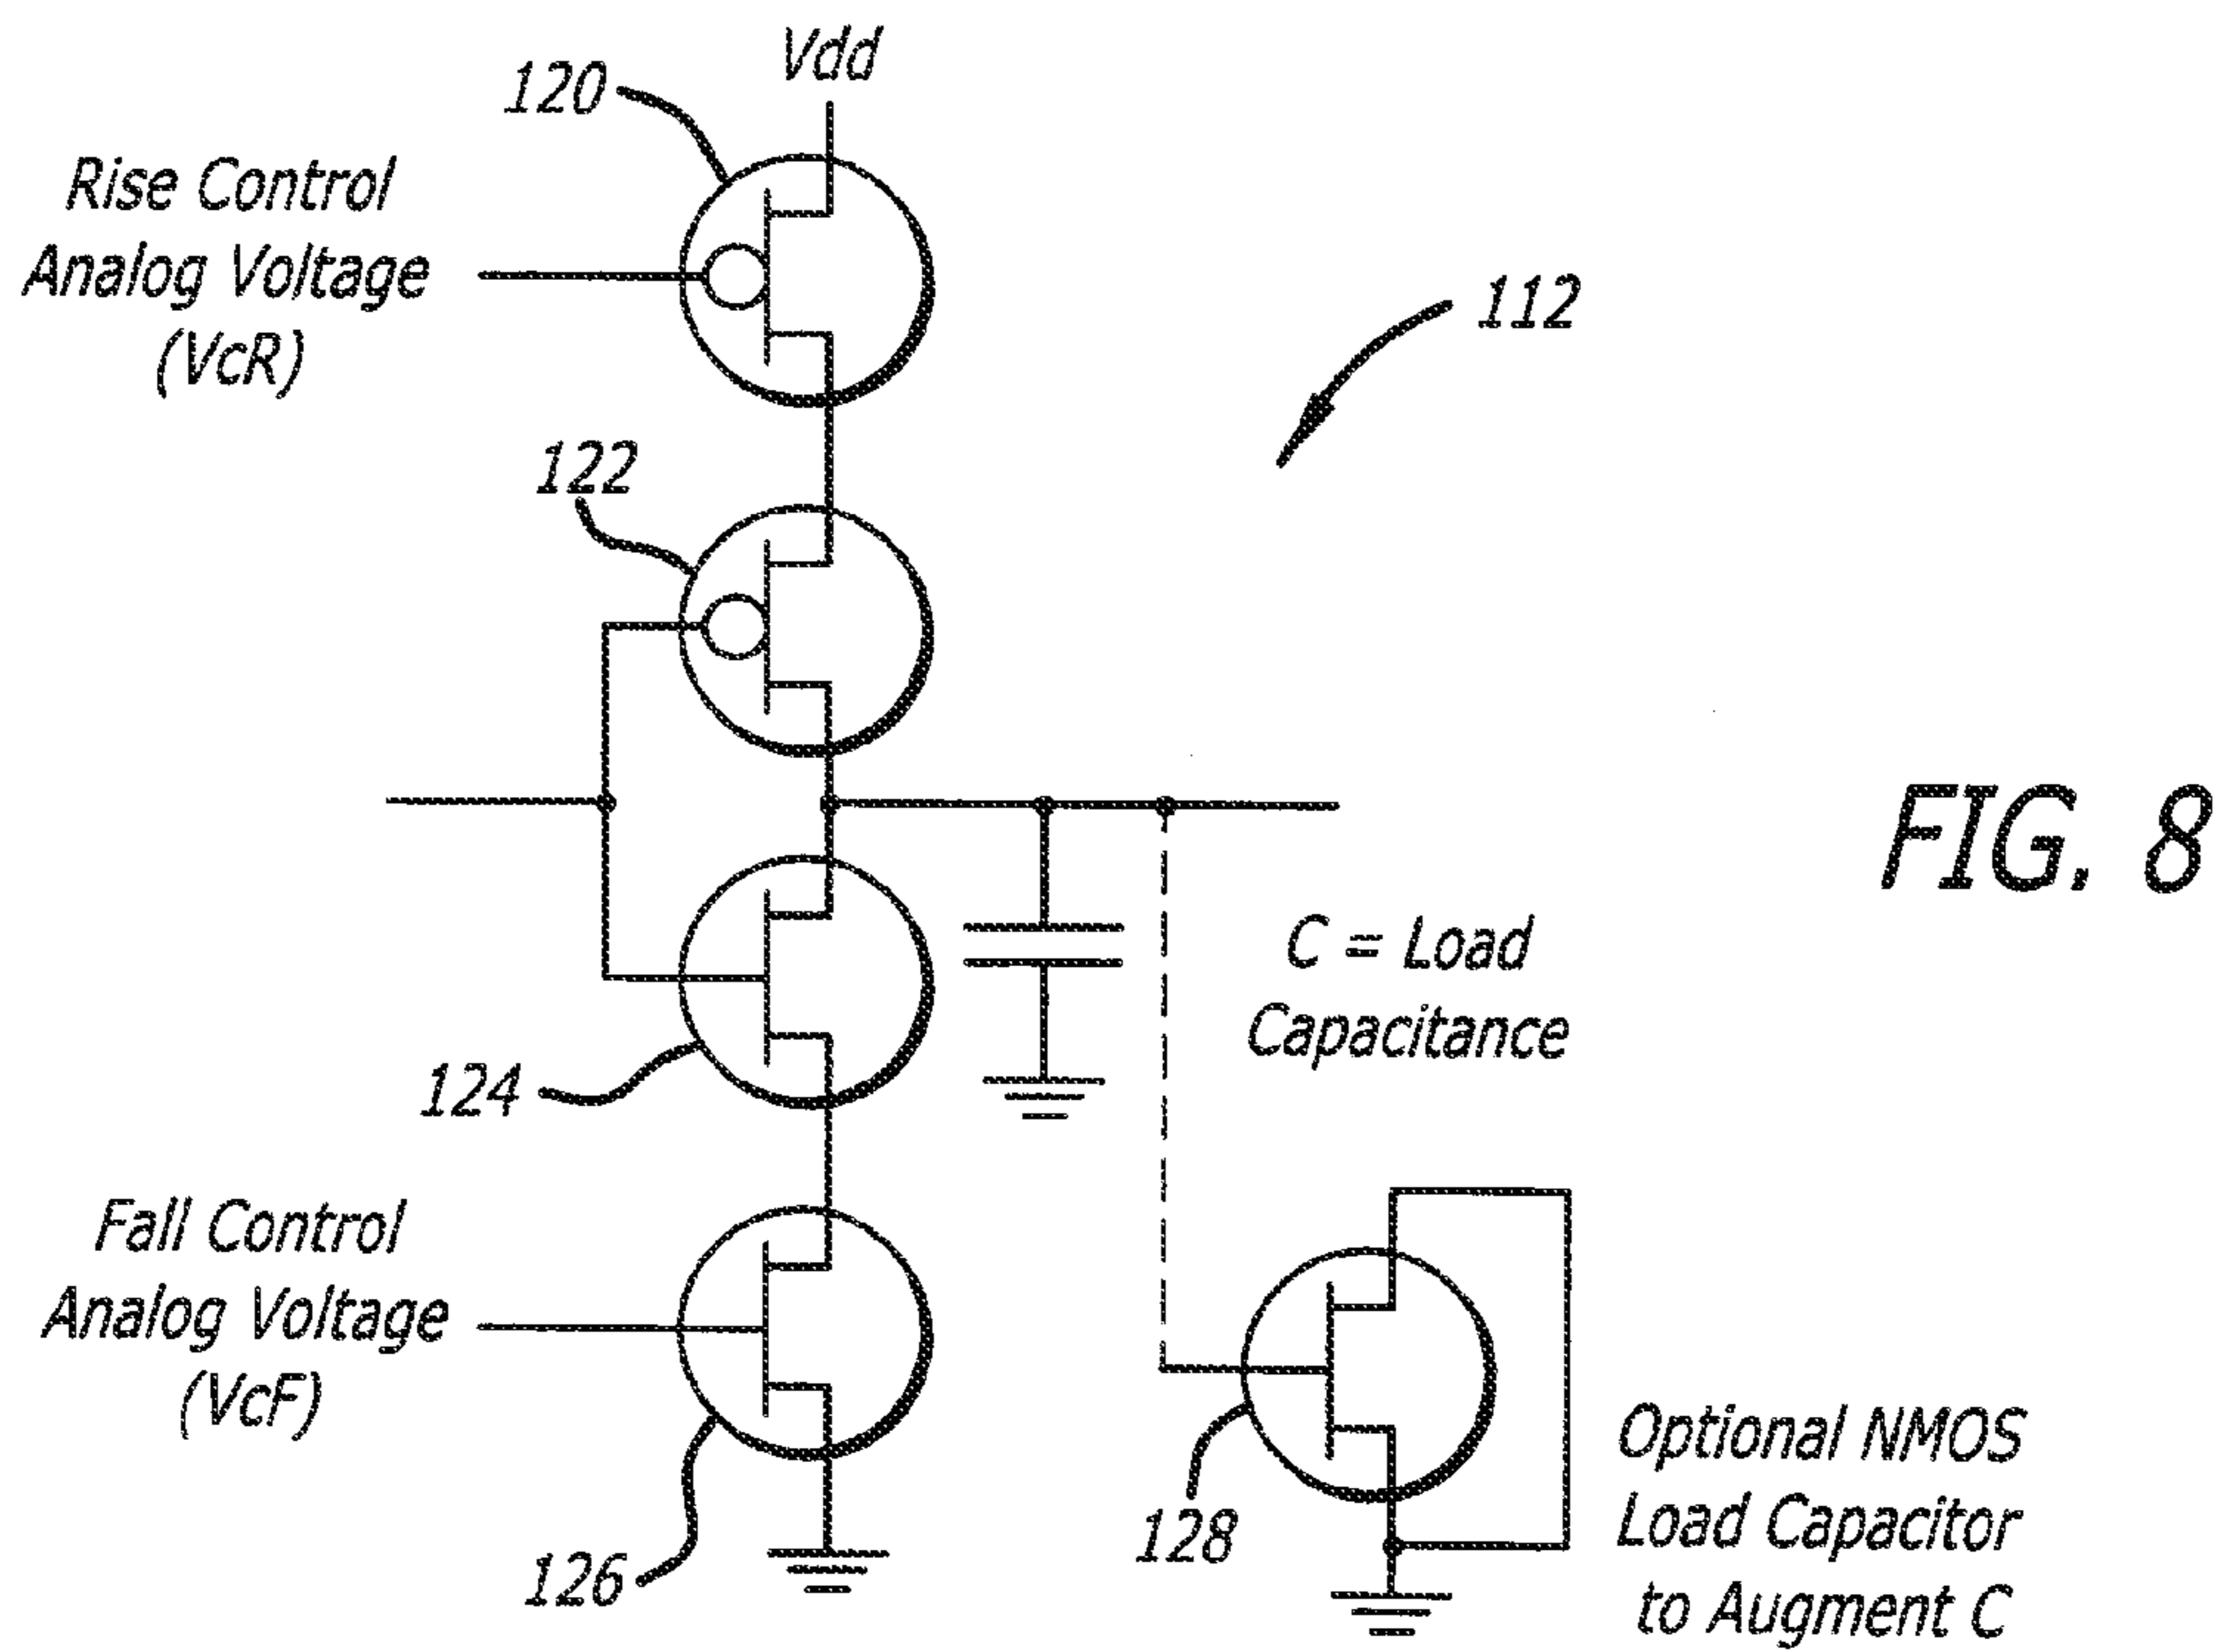 Vdd
120
Rise Control
Analog Voltage
(VcR)
112
122
FIG. 8
C = Load
Capacitance
124
Fall Control
Analog Voltage
(VcF)
126
128
Optional NMOS
Load Capacitor
to Augment C